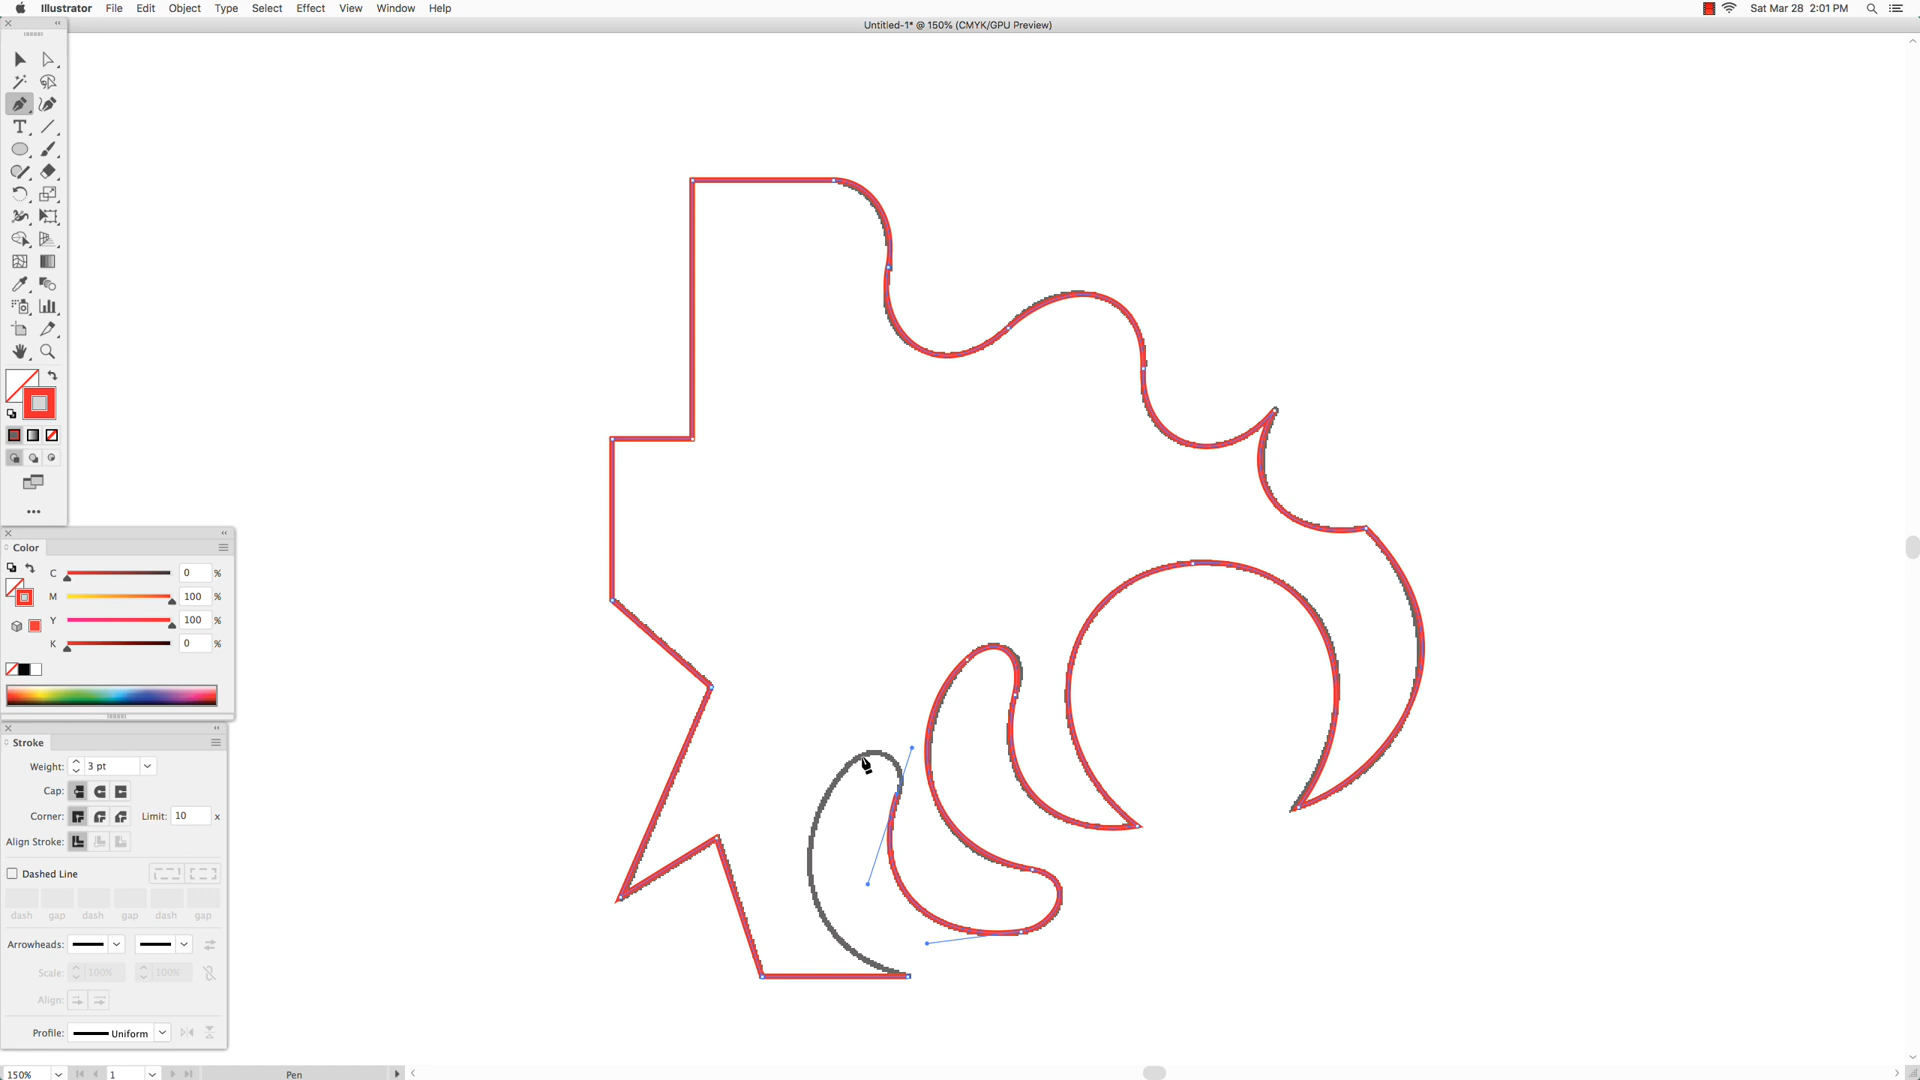 Illustrator File Edit Object Type Select Effect View Window Help Sat Mar 28 2:01 PM
Untitled-1* @ 150% (CMYK/GPU Preview)
Color
C 0 %
M 100 %
Y 100 %
K 0 %
Stroke
Weight: 3 pt
Cap:
Corner: Limit: 10 x
Align Stroke:
Dashed Line
dash gap dash gap dash gap
Arrowheads:
Scale: 100% 100%
Align:
Profile: Uniform
150% 1 Pen